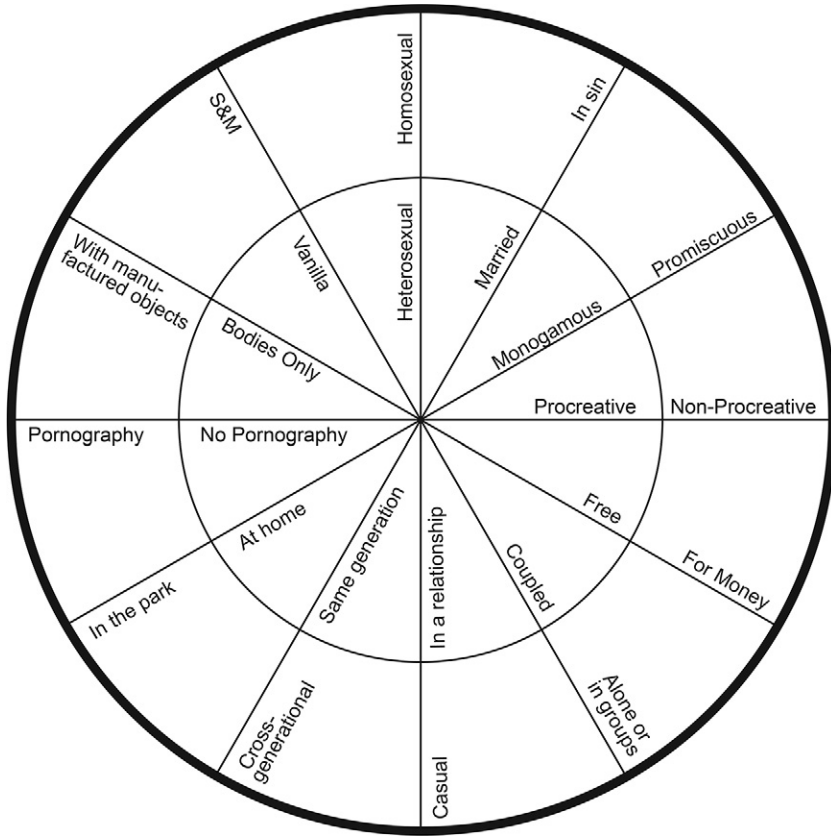 Homosexual
Heterosexual
In sin
Married
Promiscuous
Monogamous
Non-Procreative
Procreative
For Money
Free
Alone or
in groups
Coupled
Casual
In a relationship
Cross-
generational
Same generation
In the park
At home
Pornography
No Pornography
With manu-
factured objects
Bodies Only
S&M
Vanilla